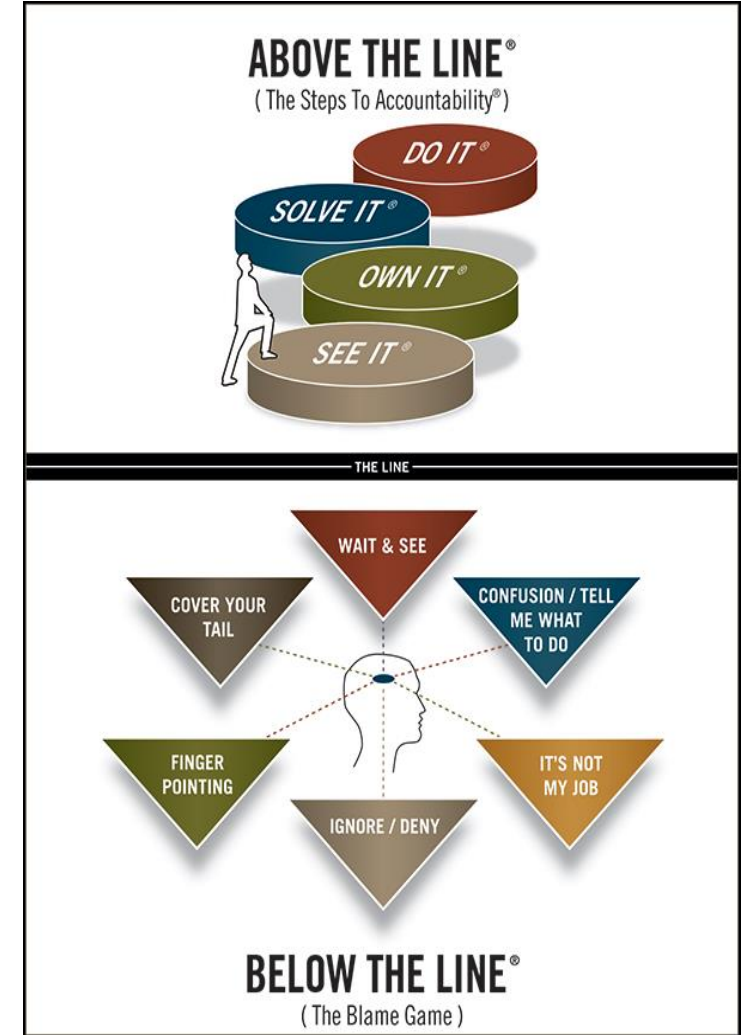 ABOVE THE LINE®
( The Steps To Accountability®)
DO IT ®
SOLVE IT ®
OWN IT ®
SEE IT ®
THE LINE
WAIT & SEE
COVER YOUR
TAIL
CONFUSION / TELL
ME WHAT
TO DO
FINGER
POINTING
IT'S NOT
MY JOB
IGNORE / DENY
BELOW THE LINE®
( The Blame Game )